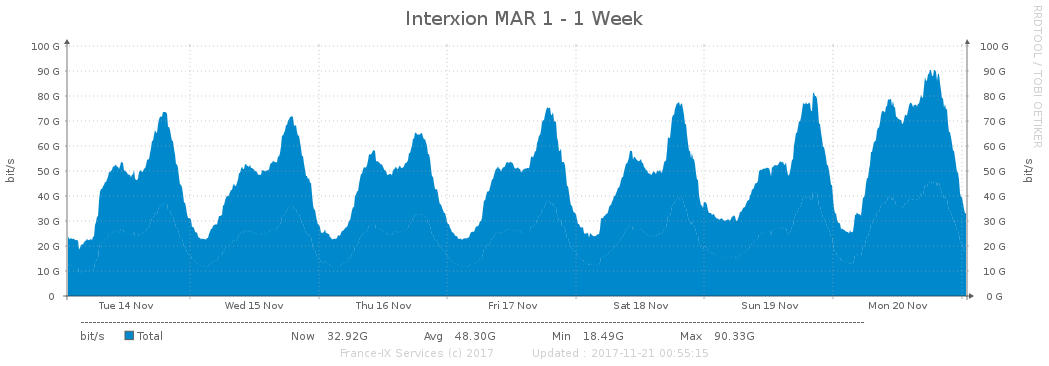 Interxion MAR 1 - 1 Week
RRDTOOL / TOBI OETIKER
100 G 100 G
90 G 90 G
80 G 80 G
70 G 70 G
60 G 60 G
50 G 50 G
40 G 40 G
30 G 30 G
20 G 20 G
10 G 10 G
0 0 G
bit/s bit/s
Tue 14 Nov Wed 15 Nov Thu 16 Nov Fri 17 Nov Sat 18 Nov Sun 19 Nov Mon 20 Nov
bit/s Total Now 32.92G Avg 48.30G Min 18.49G Max 90.33G
France-IX Services (c) 2017 Updated : 2017-11-21 00:55:15